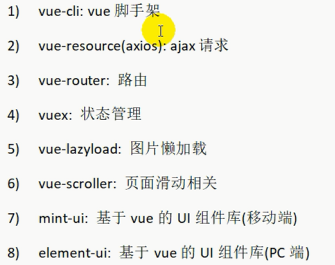 1) vue-cli: vue 脚手架
2) vue-resource(axios): ajax 请求
3) vue-router: 路由
4) vuex: 状态管理
5) vue-lazyload: 图片懒加载
6) vue-scroller: 页面滑动相关
7) mint-ui: 基于 vue 的 UI 组件库(移动端)
8) element-ui: 基于 vue 的 UI 组件库(PC 端)